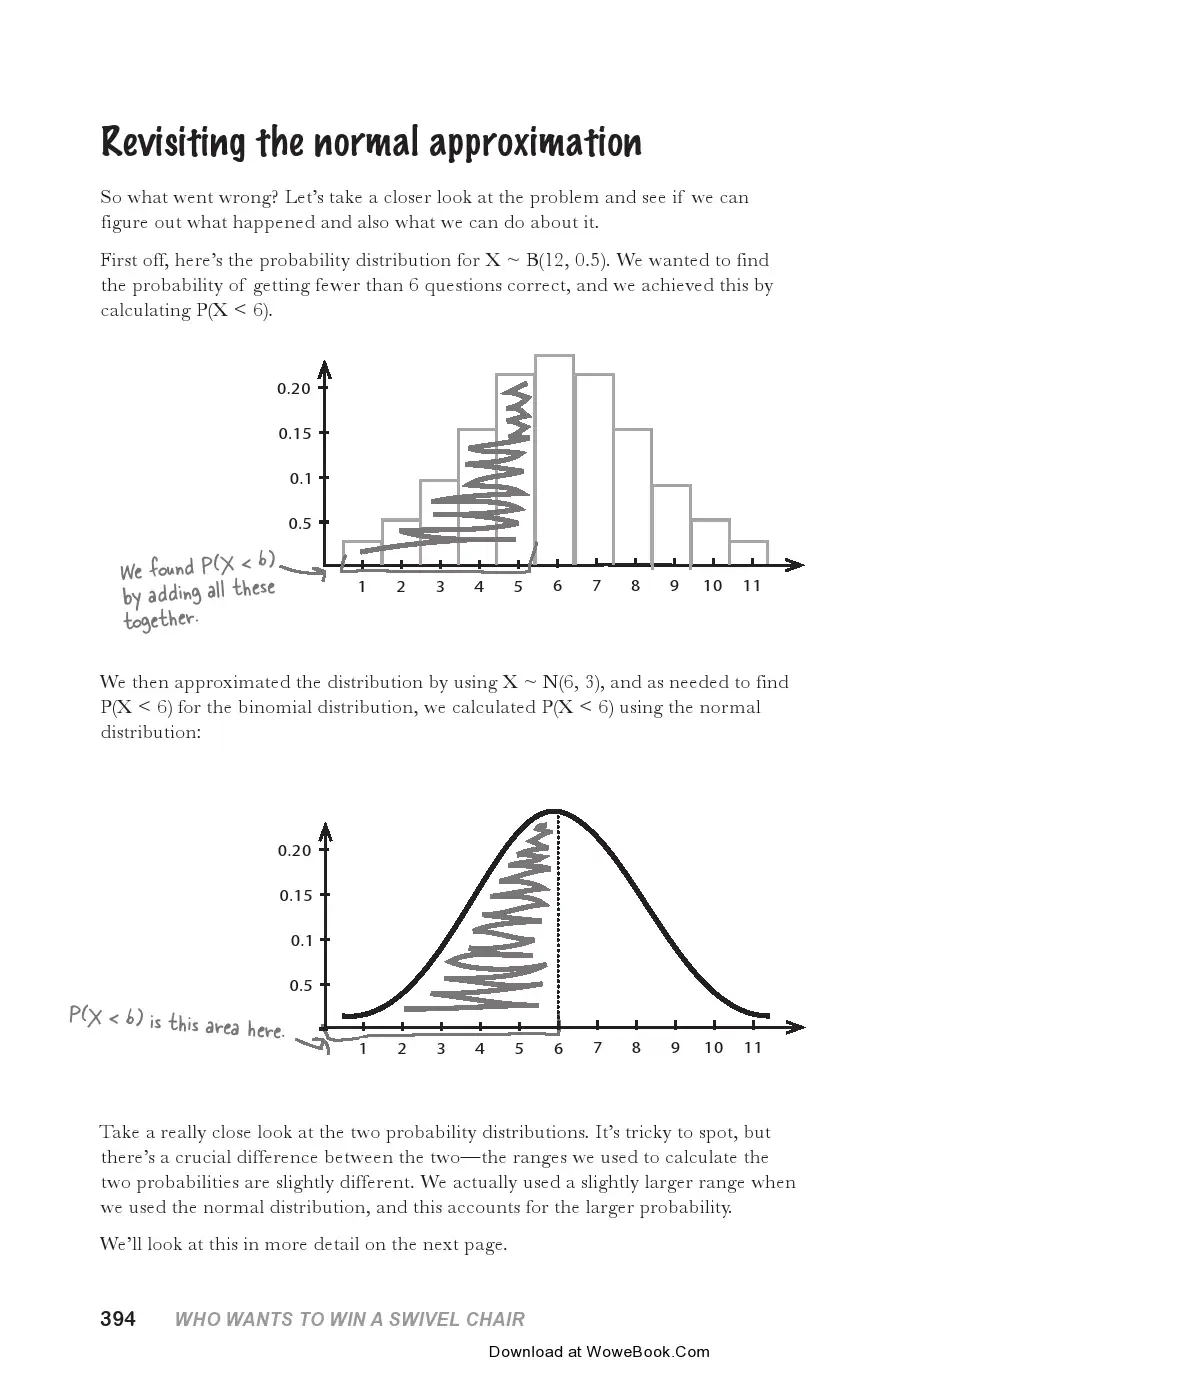 Revisiting the normal approximation
So what went wrong? Let’s take a closer look at the problem and see if we can
figure out what happened and also what we can do about it.
First off, here’s the probability distribution for X ~ B(12, 0.5). We wanted to find
the probability of getting fewer than 6 questions correct, and we achieved this by
calculating P(X < 6).
0.20
0.15
0.1
0.5
We found P(X < 6)
by adding all these
together.
1 2 3 4 5 6 7 8 9 10 11
We then approximated the distribution by using X ~ N(6, 3), and as needed to find
P(X < 6) for the binomial distribution, we calculated P(X < 6) using the normal
distribution:
0.20
0.15
0.1
0.5
P(X < 6) is this area here.
1 2 3 4 5 6 7 8 9 10 11
Take a really close look at the two probability distributions. It’s tricky to spot, but
there’s a crucial difference between the two—the ranges we used to calculate the
two probabilities are slightly different. We actually used a slightly larger range when
we used the normal distribution, and this accounts for the larger probability.
We’ll look at this in more detail on the next page.
394 WHO WANTS TO WIN A SWIVEL CHAIR
Download at WoweBook.Com